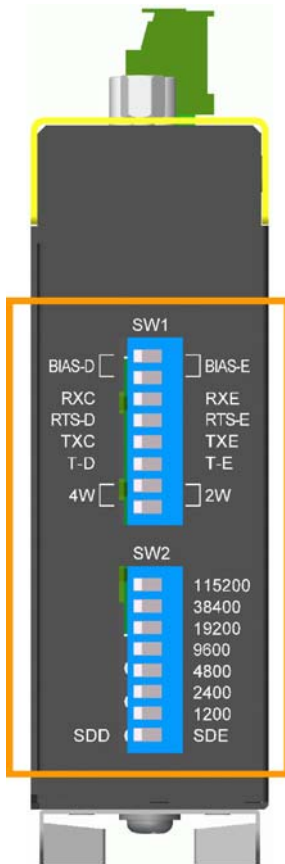 SW1
BIAS-D BIAS-E
RXC RXE
RTS-D RTS-E
TXC TXE
T-D T-E
4W 2W
SW2
115200
38400
19200
9600
4800
2400
1200
SDD SDE